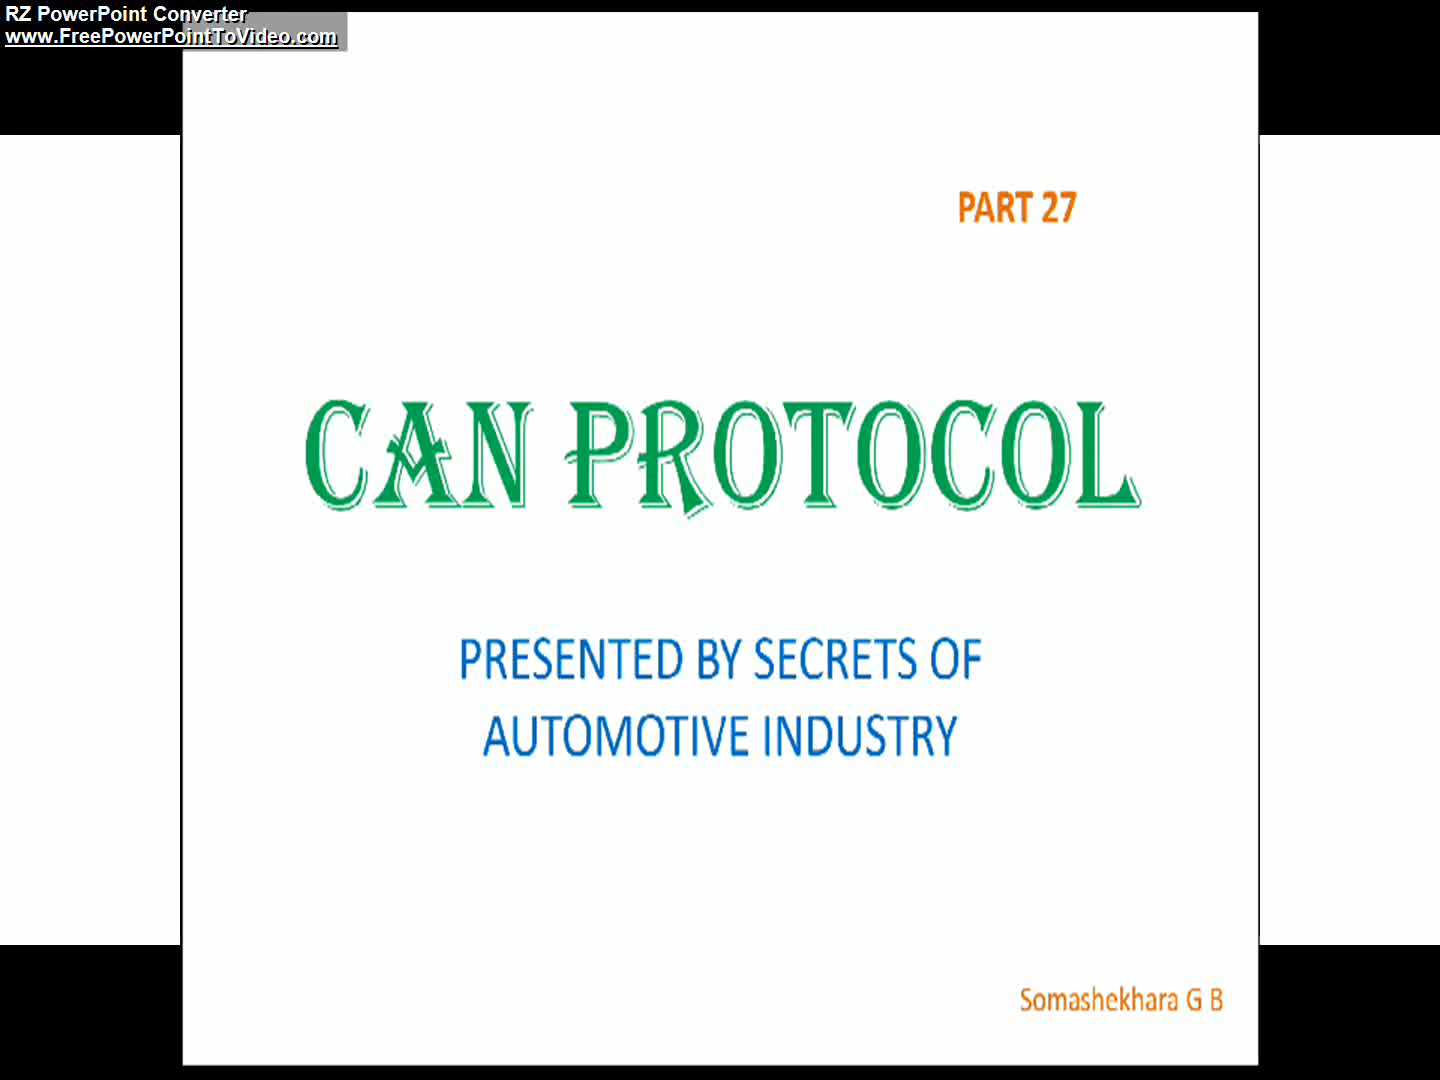 RZ PowerPoint Converter
www.FreePowerPointToVideo.com
PART 27
CAN PROTOCOL
PRESENTED BY SECRETS OF
AUTOMOTIVE INDUSTRY
Somashekhara G B